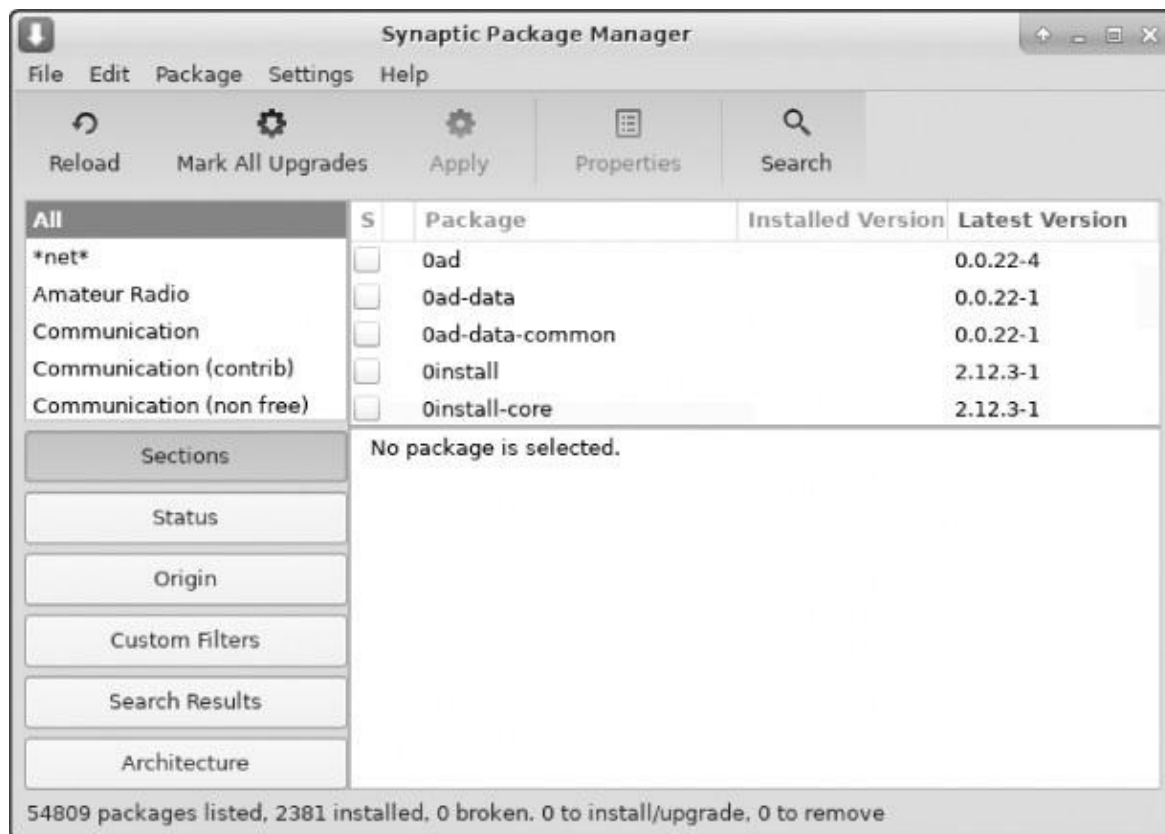 Synaptic Package Manager
File Edit Package Settings Help
Reload Mark All Upgrades Apply Properties Search
All
*net*
Amateur Radio
Communication
Communication (contrib)
Communication (non free)
S Package Installed Version Latest Version
0ad 0.0.22-4
0ad-data 0.0.22-1
0ad-data-common 0.0.22-1
0install 2.12.3-1
0install-core 2.12.3-1
Sections
Status
Origin
Custom Filters
Search Results
Architecture
No package is selected.
54809 packages listed, 2381 installed, 0 broken. 0 to install/upgrade, 0 to remove